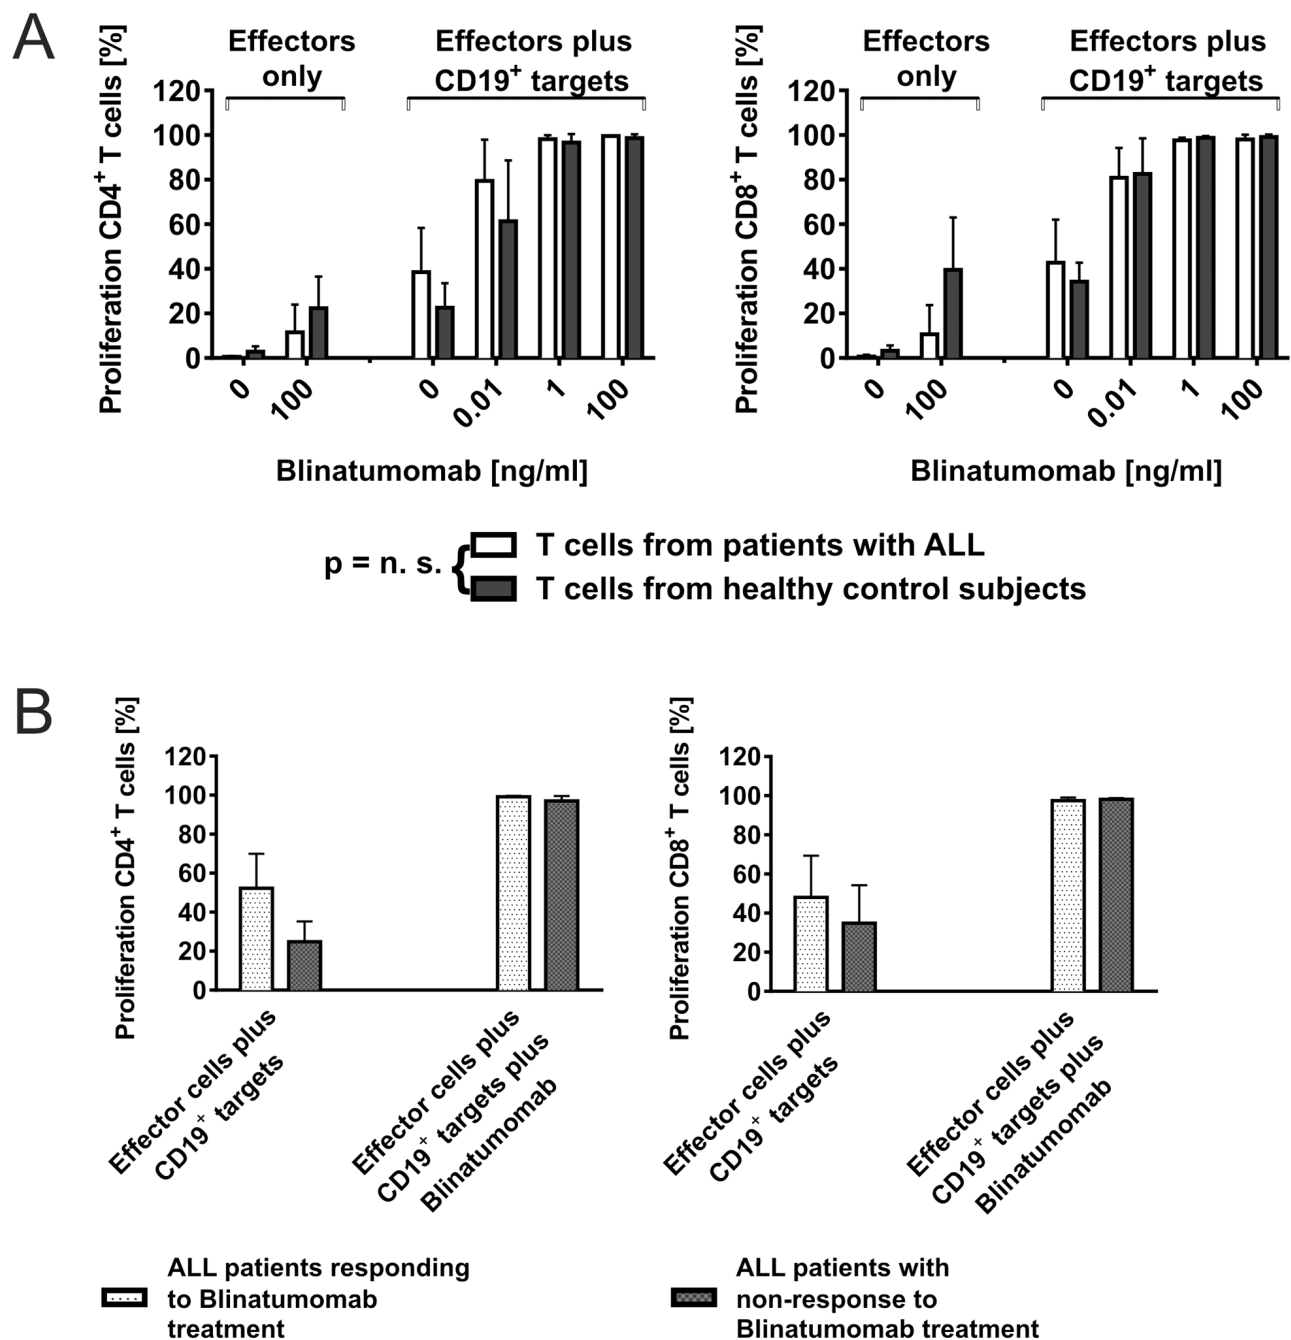 A
Proliferation CD4+ T cells [%]
Effectors
only
Effectors plus
CD19+ targets
120
100
80
60
40
20
0
0
100
0
0.01
1
100
Blinatumomab [ng/ml]
Proliferation CD8+ T cells [%]
Effectors
only
Effectors plus
CD19+ targets
120
100
80
60
40
20
0
0
100
0
0.01
1
100
Blinatumomab [ng/ml]
p = n. s. {
T cells from patients with ALL
T cells from healthy control subjects
B
Proliferation CD4+ T cells [%]
120
100
80
60
40
20
0
Effector cells plus
CD19+ targets
Effector cells plus
CD19+ targets plus
Blinatumomab
Proliferation CD8+ T cells [%]
120
100
80
60
40
20
0
Effector cells plus
CD19+ targets
Effector cells plus
CD19+ targets plus
Blinatumomab
ALL patients responding
to Blinatumomab
treatment
ALL patients with
non-response to
Blinatumomab treatment